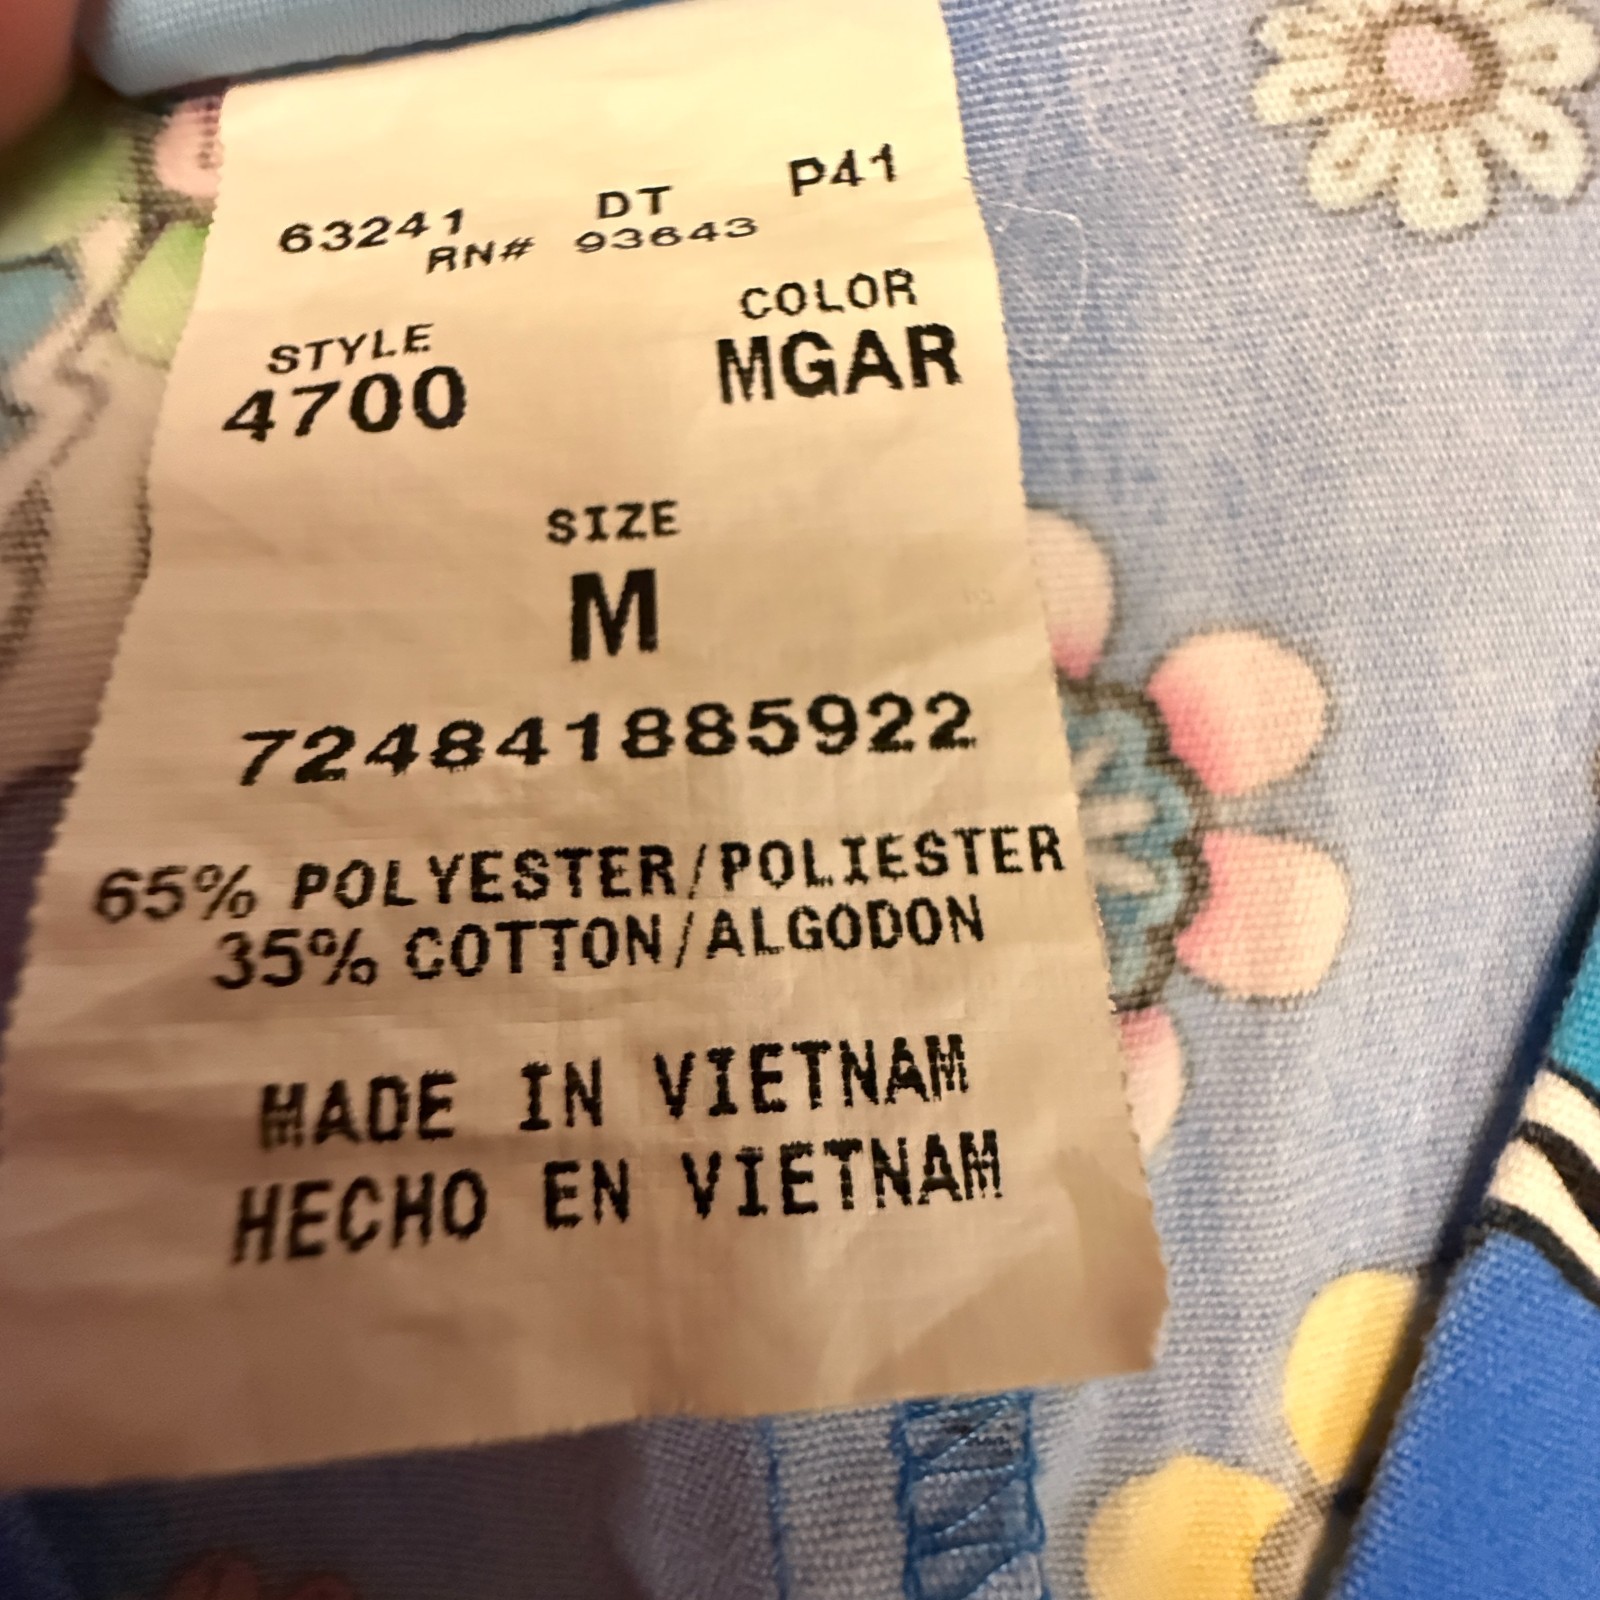 63241 DT P41
RN# 93643
STYLE COLOR
4700 MGAR
SIZE
M
724841885922
65% POLYESTER/POLIESTER
35% COTTON/ALGODON
MADE IN VIETNAM
HECHO EN VIETNAM